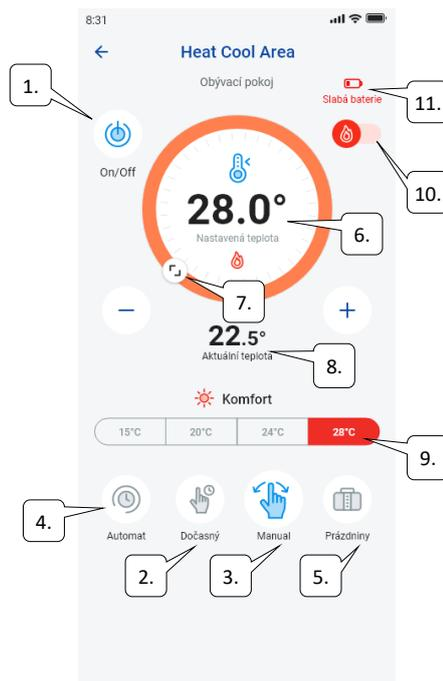 8:31
Heat Cool Area
Obývací pokoj
1.
Slabá baterie
11.
On/Off
10.
28.0°
Nastavená teplota
6.
7.
22.5°
Aktuální teplota
8.
Komfort
15°C 20°C 24°C 28°C
9.
4.
Automat Dočasný Manual Prázdniny
2. 3. 5.